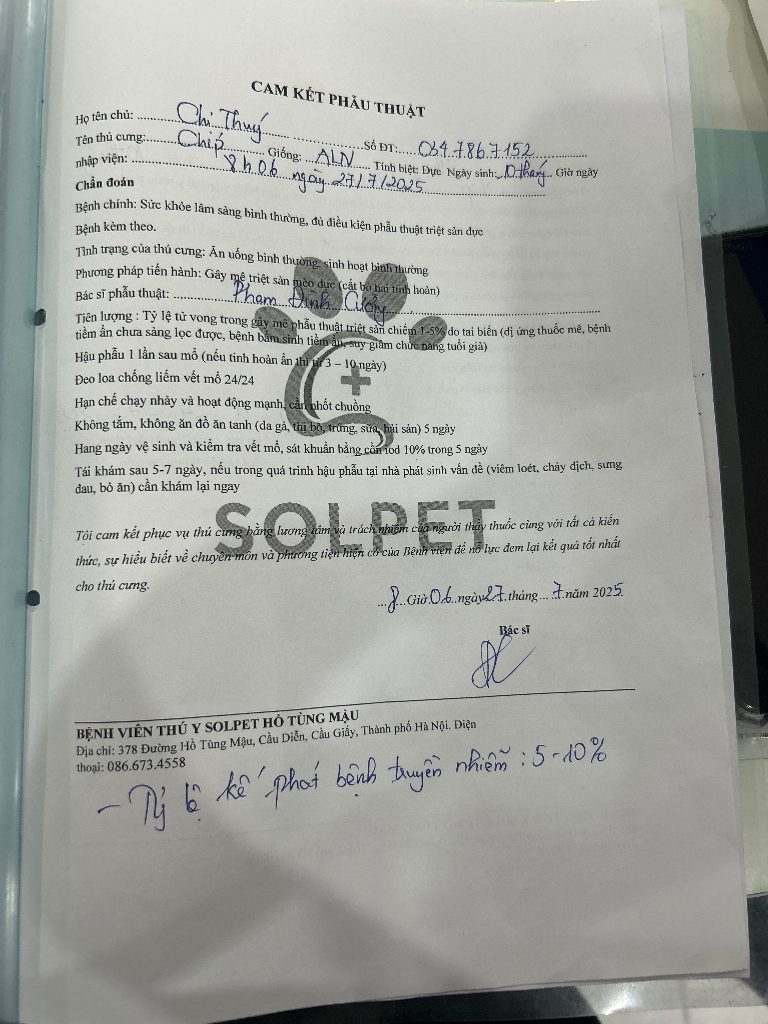 CAM KẾT PHẪU THUẬT
Họ tên chủ: Chị Thuý Số ĐT: 0647867152
Tên thú cưng: Chip Giống: ALN Tính biệt: Đực Ngày sinh: 10 tháng Giờ ngày
nhập viện: 8h06 ngày 27/7/2025
Chẩn đoán
Bệnh chính: Sức khỏe lâm sàng bình thường, đủ điều kiện phẫu thuật triệt sản đực
Bệnh kèm theo.
Tình trạng của thú cưng: Ăn uống bình thường, sinh hoạt bình thường
Phương pháp tiến hành: Gây mê triệt sản mèo đực (cắt bỏ hai tinh hoàn)
Bác sĩ phẫu thuật: Phạm Đình Cường
Tiên lượng : Tỷ lệ tử vong trong gây mê phẫu thuật triệt sản chiếm 1-5% do tai biến (dị ứng thuốc mê, bệnh
tiềm ẩn chưa sàng lọc được, bệnh bẩm sinh tiềm ẩn, suy giảm chức năng tuổi già)
Hậu phẫu 1 lần sau mổ (nếu tinh hoàn ẩn thì từ 3 – 10 ngày)
Đeo loa chống liếm vết mổ 24/24
Hạn chế chạy nhảy và hoạt động mạnh, cần nhốt chuồng
Không tắm, không ăn đồ ăn tanh (da gà, thị bò, trứng, sữa, hải sản) 5 ngày
Hang ngày vệ sinh và kiểm tra vết mổ, sát khuẩn bằng cồn iod 10% trong 5 ngày
Tái khám sau 5-7 ngày, nếu trong quá trình hậu phẫu tại nhà phát sinh vấn đề (viêm loét, chảy dịch, sưng
đau, bỏ ăn) cần khám lại ngay
SOLPET
Tôi cam kết phục vụ thú cưng bằng lương tâm và trách nhiệm của người thầy thuốc cùng với tất cả kiến
thức, sự hiểu biết về chuyên môn và phương tiện hiện có của Bệnh viện để nỗ lực đem lại kết quả tốt nhất
cho thú cưng.
8 Giờ 06 ngày 27 tháng 7 năm 2025
Bác sĩ
BỆNH VIÊN THÚ Y SOLPET HỒ TÙNG MẬU
Địa chỉ: 378 Đường Hồ Tùng Mậu, Cầu Diễn, Cầu Giấy, Thành phố Hà Nội. Điện
thoại: 086.673.4558
– Tỷ lệ kế phát bệnh truyền nhiễm : 5 - 10%